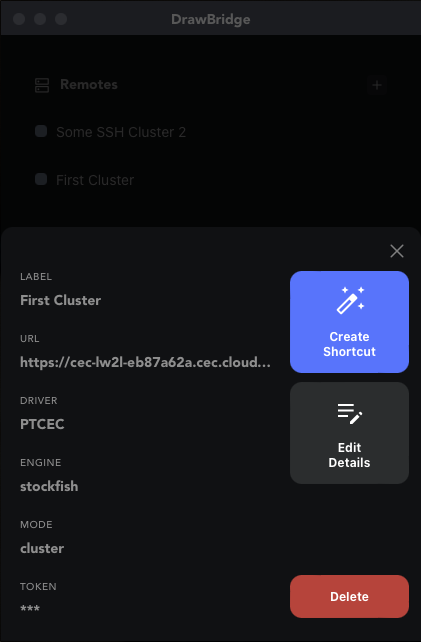 DrawBridge
Remotes
+
Some SSH Cluster 2
First Cluster
LABEL
First Cluster
URL
https://cec-lw2l-eb87a62a.cec.cloud...
DRIVER
PTCEC
ENGINE
stockfish
MODE
cluster
TOKEN
***
Create
Shortcut
Edit
Details
Delete